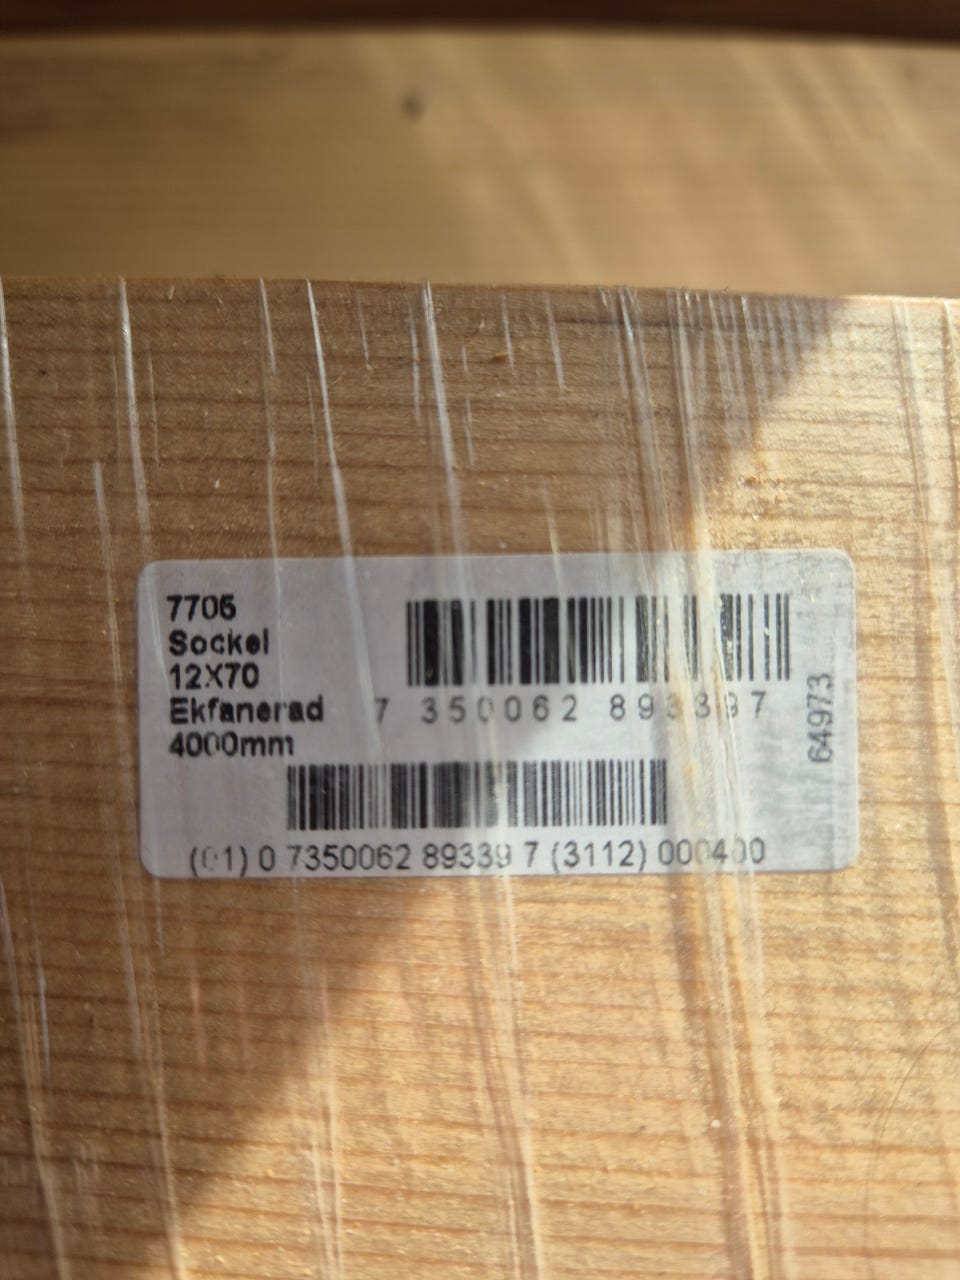 7706
Sockel
12X70
Ekfanerad
4000mm
7 350062 893397
64973
(01) 0 7350062 89339 7 (3112) 000400